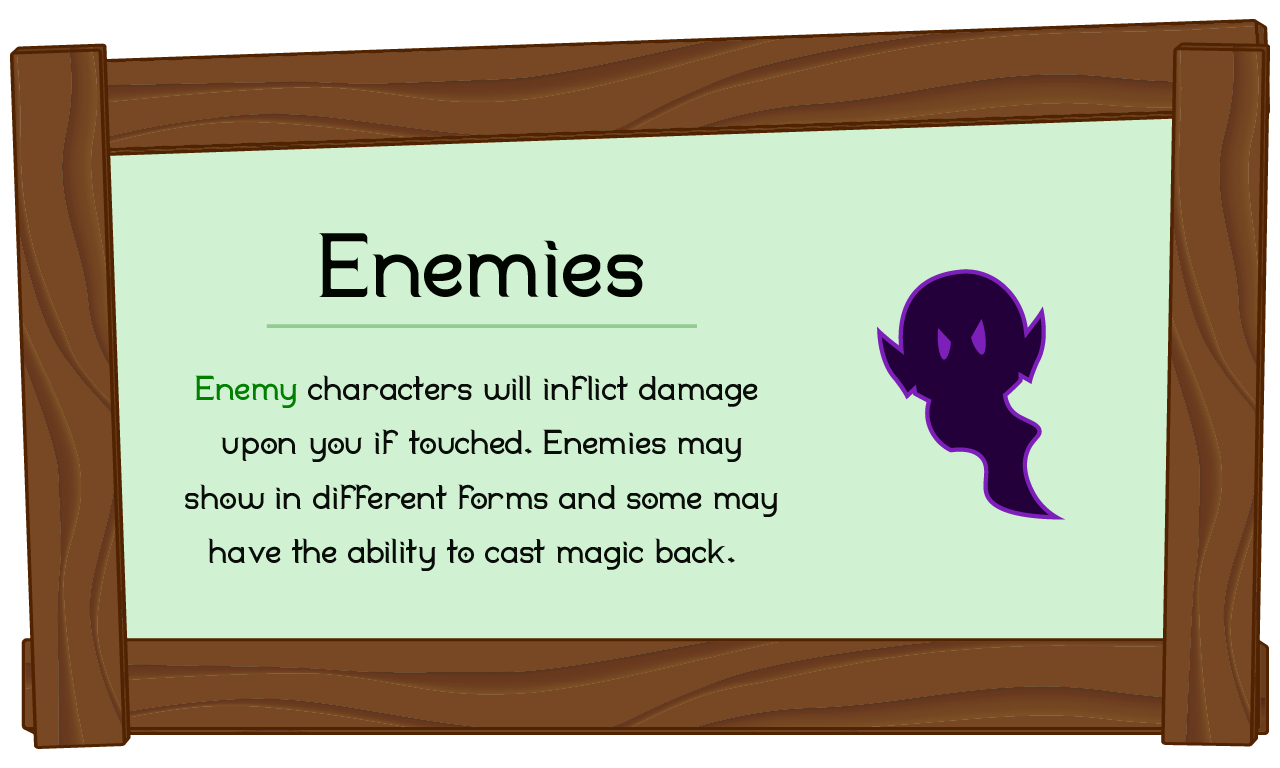 Enemies
Enemy characters will inflict damage
upon you if touched. Enemies may
show in different forms and some may
have the ability to cast magic back.